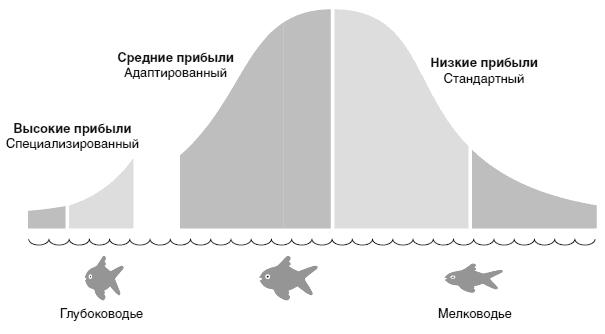 Средние прибыли
Адаптированный
Низкие прибыли
Стандартный
Высокие прибыли
Специализированный
Глубоководье
Мелководье